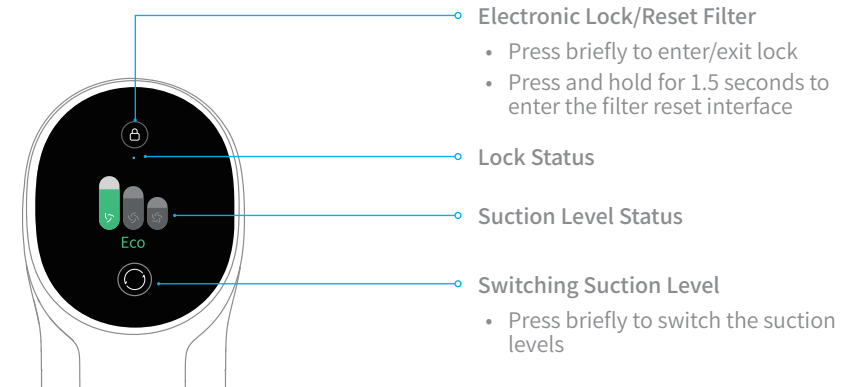 Electronic Lock/Reset Filter
• Press briefly to enter/exit lock
• Press and hold for 1.5 seconds to
enter the filter reset interface
Lock Status
Suction Level Status
Eco
Switching Suction Level
• Press briefly to switch the suction
levels